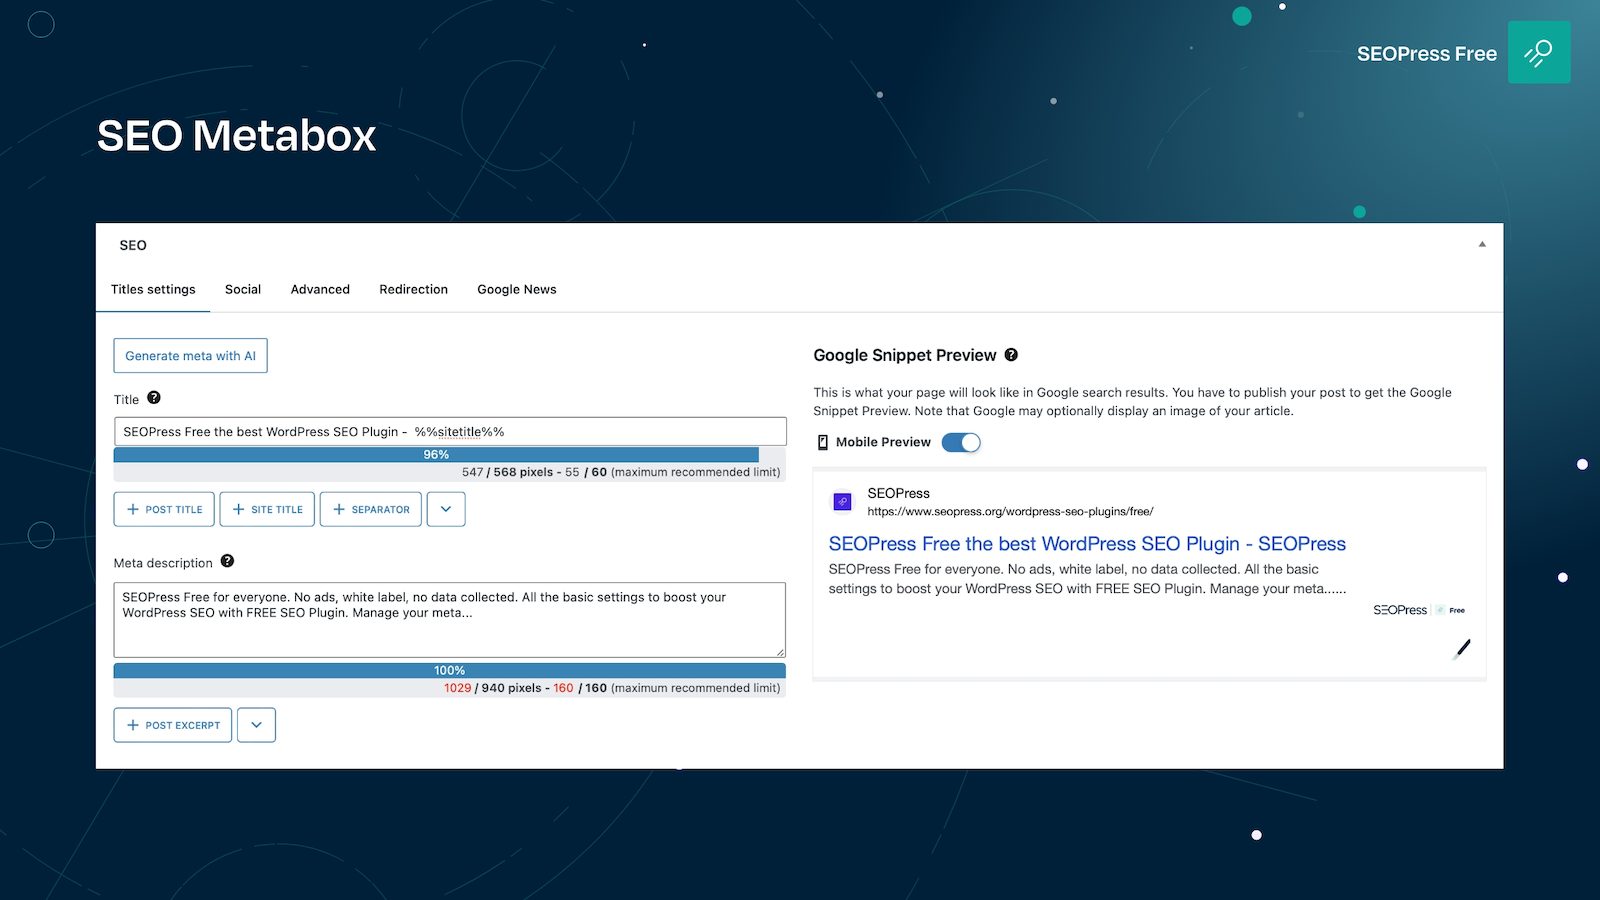 SEOPress Free
SEO Metabox
SEO
Titles settings
Social
Advanced
Redirection
Google News
Generate meta with AI
Title
SEOPress Free the best WordPress SEO Plugin -  %%sitetitle%%
96%
547 / 568 pixels - 55 / 60 (maximum recommended limit)
+ POST TITLE
+ SITE TITLE
+ SEPARATOR
Meta description
SEOPress Free for everyone. No ads, white label, no data collected. All the basic settings to boost your
WordPress SEO with FREE SEO Plugin. Manage your meta...
100%
1029 / 940 pixels - 160 / 160 (maximum recommended limit)
+ POST EXCERPT
Google Snippet Preview
This is what your page will look like in Google search results. You have to publish your post to get the Google
Snippet Preview. Note that Google may optionally display an image of your article.
Mobile Preview
SEOPress
https://www.seopress.org/wordpress-seo-plugins/free/
SEOPress Free the best WordPress SEO Plugin - SEOPress
SEOPress Free for everyone. No ads, white label, no data collected. All the basic
settings to boost your WordPress SEO with FREE SEO Plugin. Manage your meta......
SEOPress Free